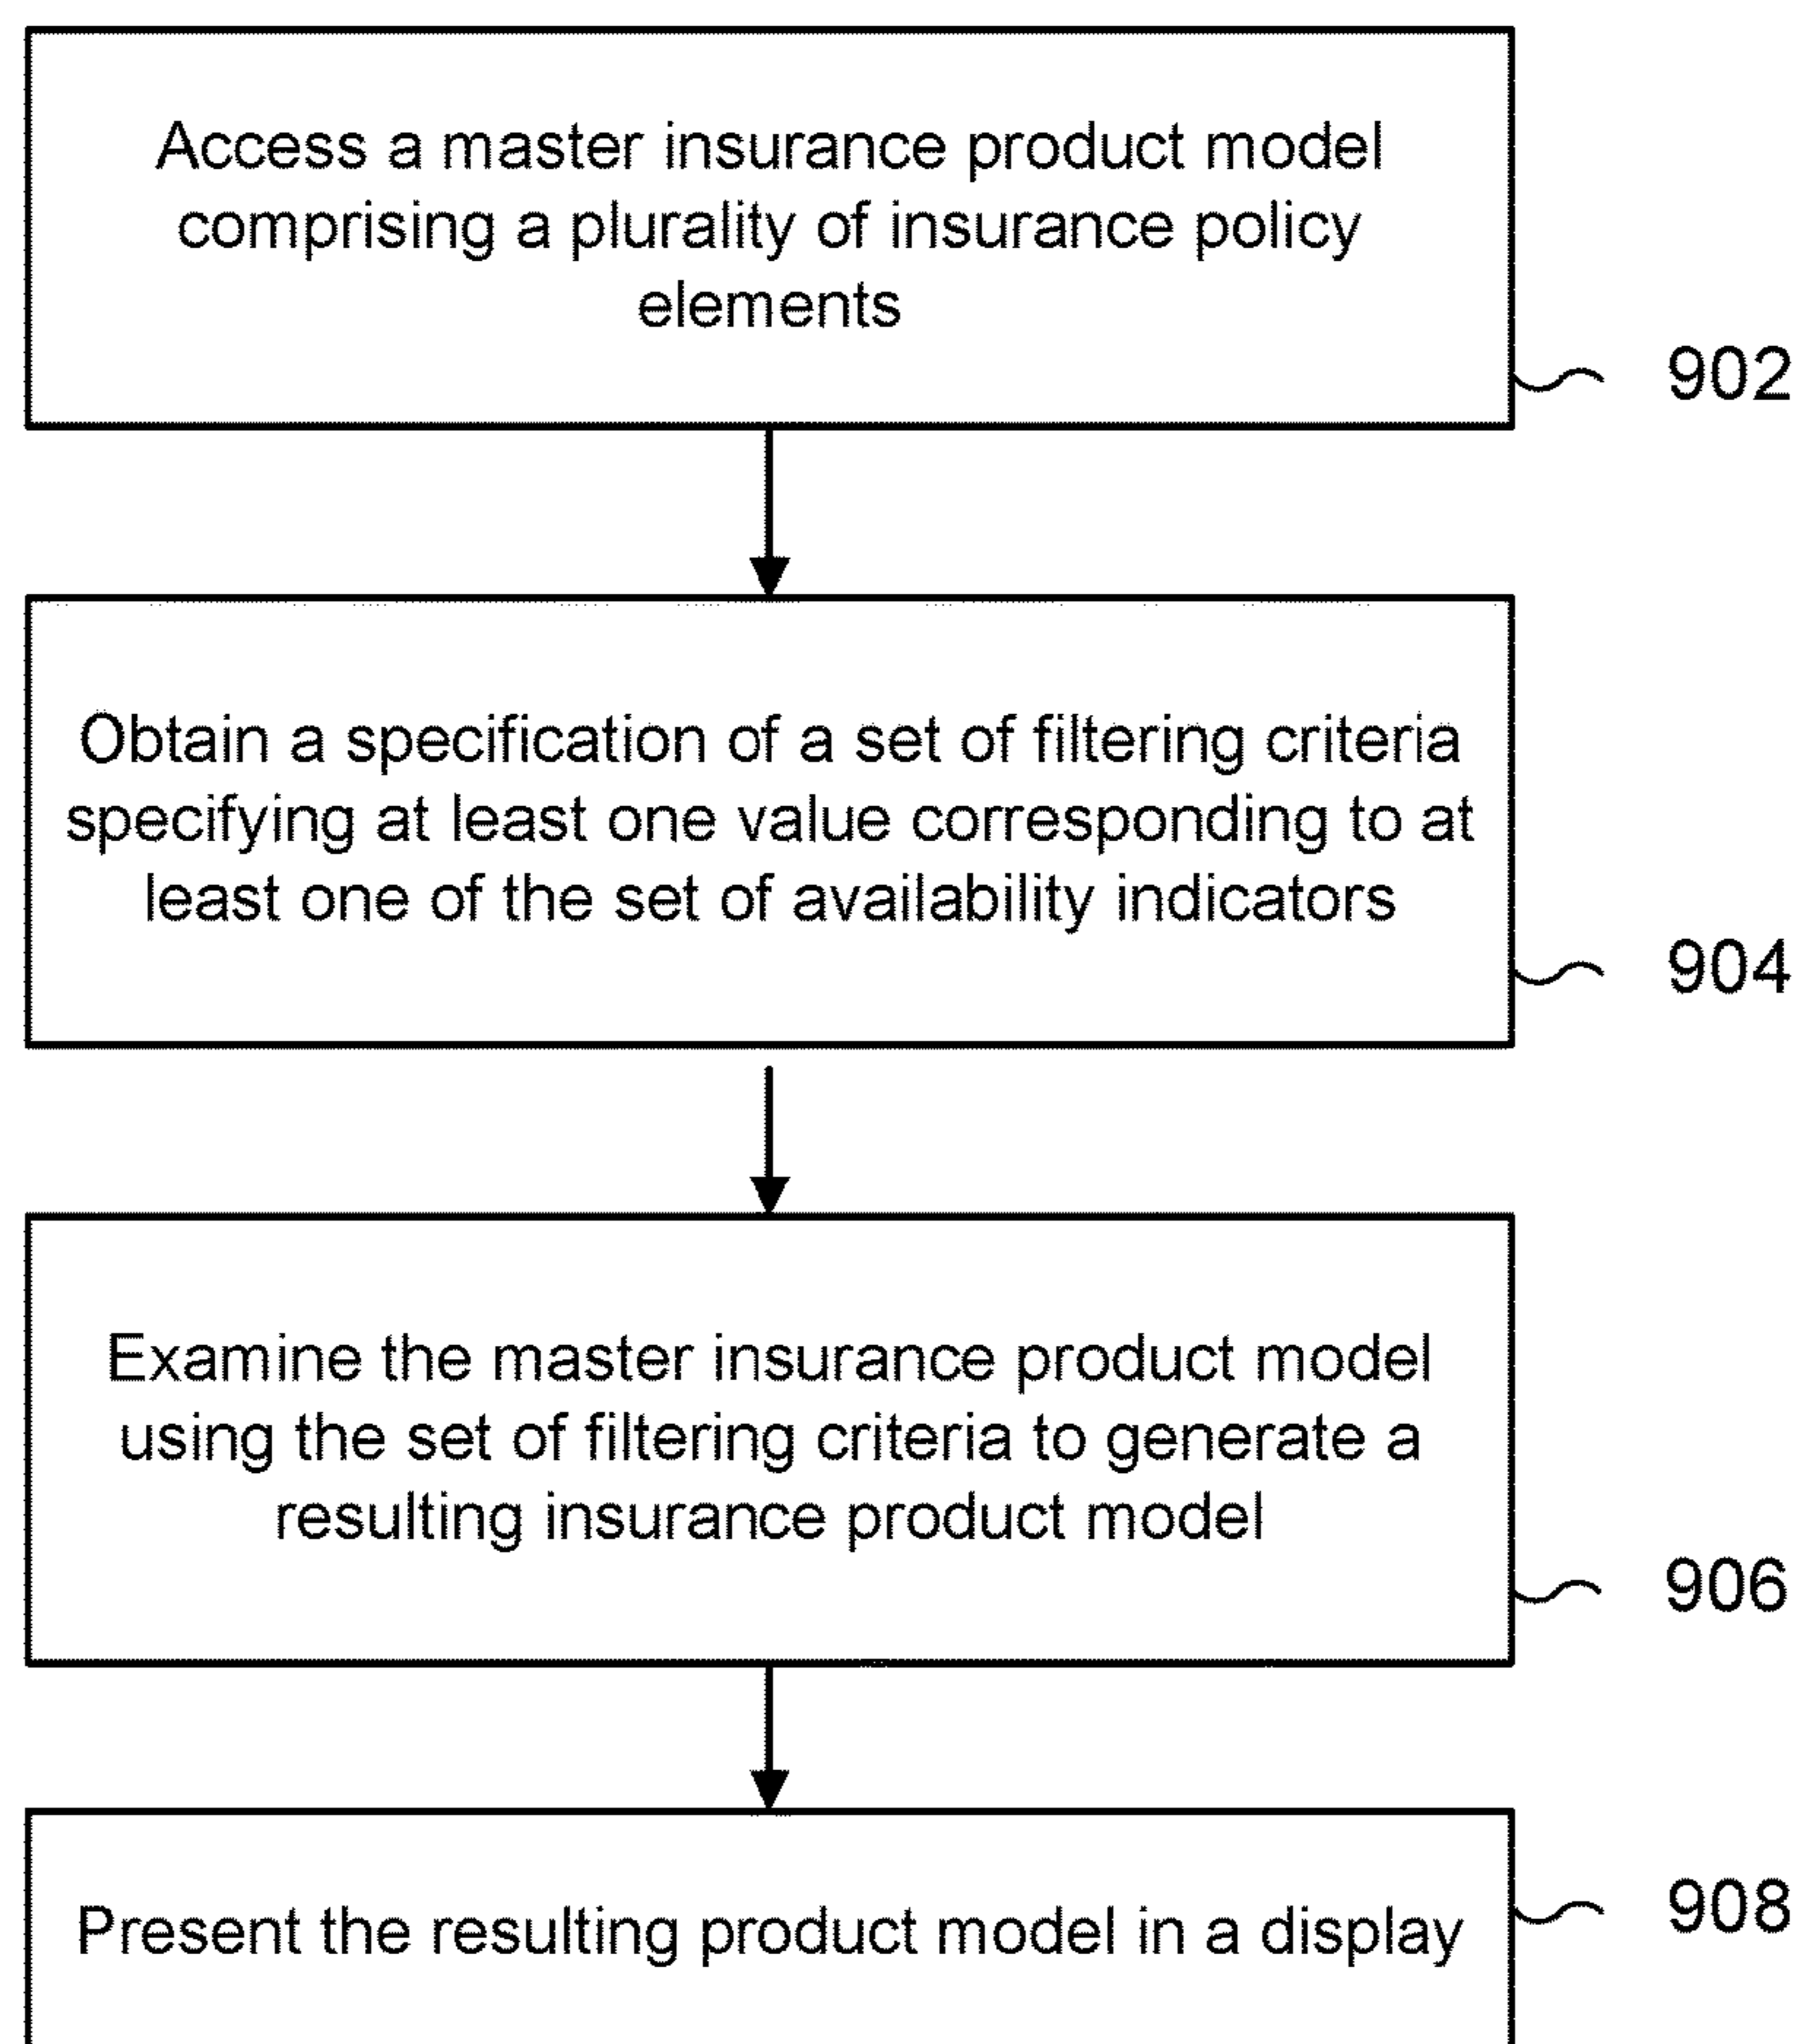 Access a master insurance product model
comprising a plurality of insurance policy
elements
902
Obtain a specification of a set of filtering criteria
specifying at least one value corresponding to at
least one of the set of availability indicators
904
Examine the master insurance product model
using the set of filtering criteria to generate a
resulting insurance product model
906
Present the resulting product model in a display
908